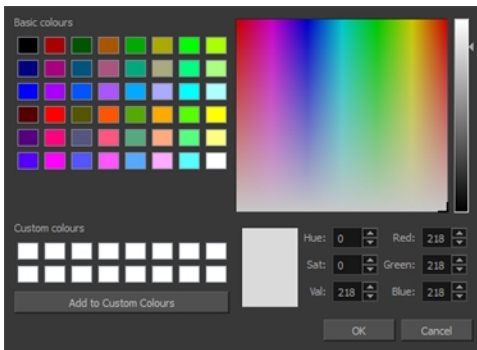 Basic colours
Custom colours
Add to Custom Colours
Hue: 0 Red: 218
Sat: 0 Green: 218
Val: 218 Blue: 218
OK Cancel